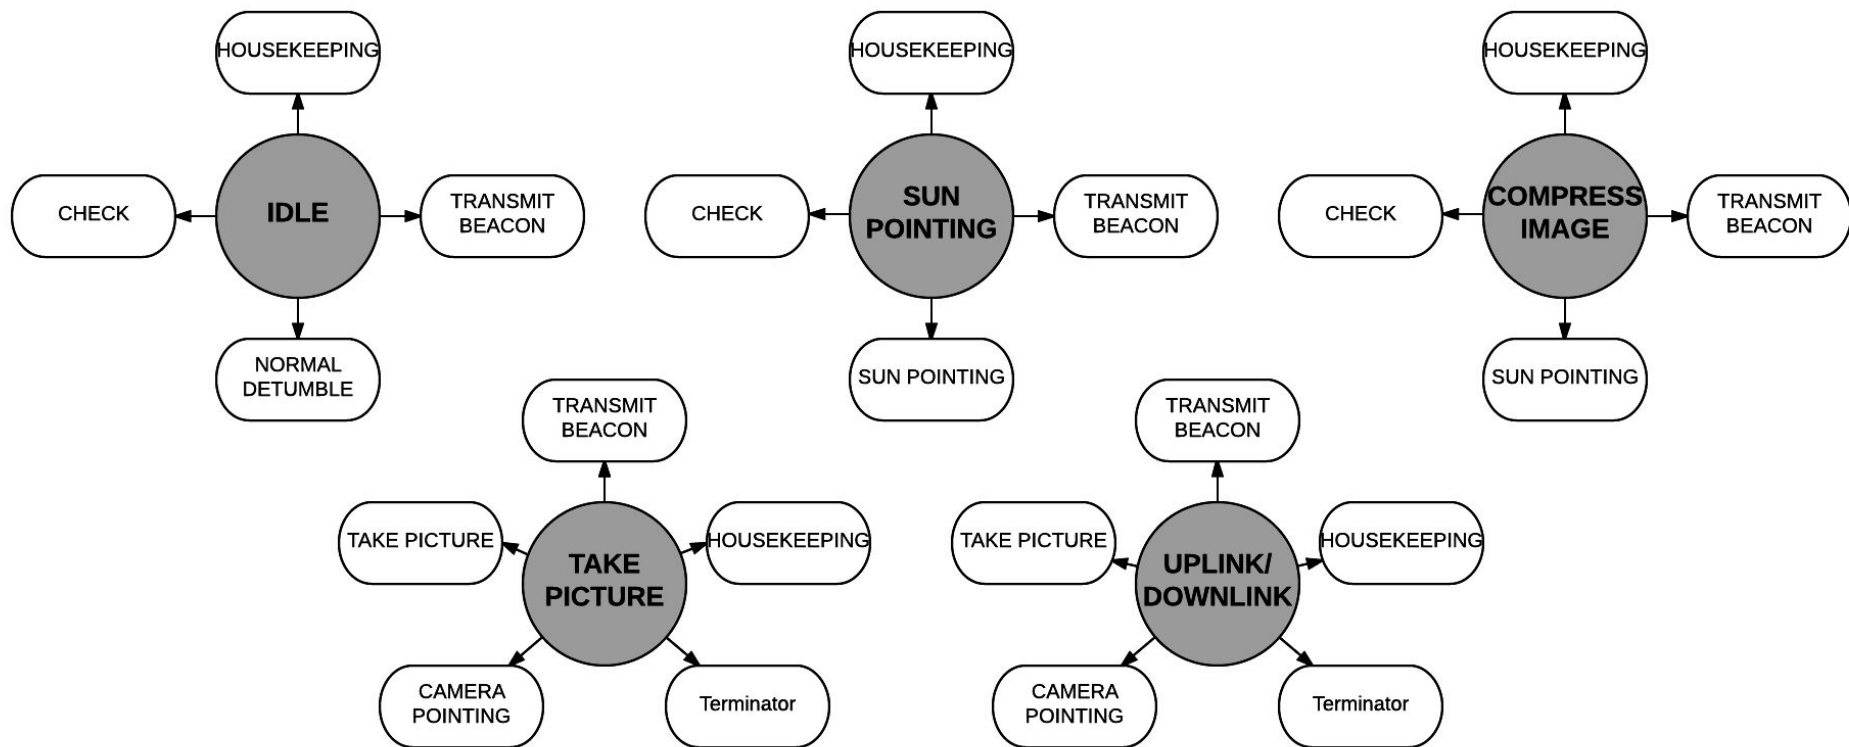 HOUSEKEEPING
CHECK
IDLE
TRANSMIT
BEACON
NORMAL
DETUMBLE
HOUSEKEEPING
CHECK
SUN
POINTING
TRANSMIT
BEACON
SUN POINTING
HOUSEKEEPING
CHECK
COMPRESS
IMAGE
TRANSMIT
BEACON
SUN POINTING
TRANSMIT
BEACON
TAKE PICTURE
TAKE
PICTURE
HOUSEKEEPING
CAMERA
POINTING
Terminator
TRANSMIT
BEACON
TAKE PICTURE
UPLINK/
DOWNLINK
HOUSEKEEPING
CAMERA
POINTING
Terminator